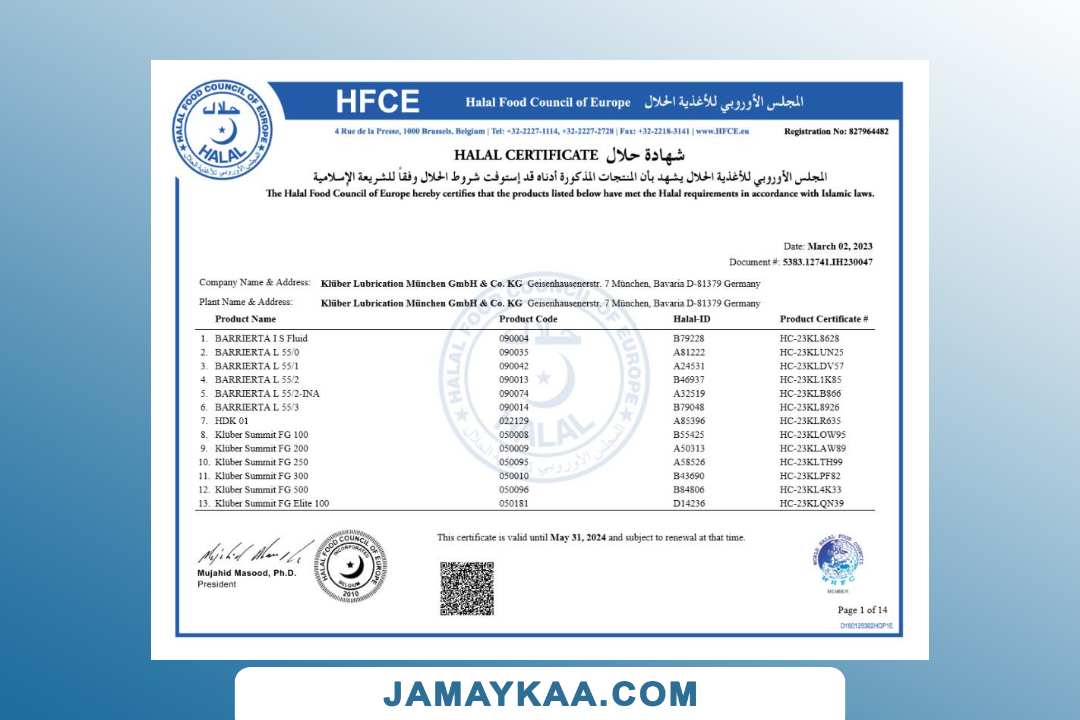 HALAL FOOD COUNCIL OF EUROPE
حلال
HALAL
المجلس الأوروبي للأغذية الحلال
HFCE Halal Food Council of Europe المجلس الأوروبي للأغذية الحلال
4 Rue de la Presse, 1000 Brussels, Belgium | Tel: +32-2227-1114, +32-2227-2728 | Fax: +32-2218-3141 | www.HFCE.eu Registration No: 827964482
HALAL CERTIFICATE شهادة حلال
المجلس الأوروبي للأغذية الحلال يشهد بأن المنتجات المذكورة أدناه قد إستوفت شروط الحلال وفقاً للشريعة الإسلامية
The Halal Food Council of Europe hereby certifies that the products listed below have met the Halal requirements in accordance with Islamic laws.
Date: March 02, 2023
Document #: 5383.12741.IH230047
Company Name & Address: Klüber Lubrication München GmbH & Co. KG Geisenhausenerstr. 7 München, Bavaria D-81379 Germany
Plant Name & Address: Klüber Lubrication München GmbH & Co. KG Geisenhausenerstr. 7 München, Bavaria D-81379 Germany
Product Name Product Code Halal-ID Product Certificate #
1. BARRIERTA I S Fluid 090004 B79228 HC-23KL8628
2. BARRIERTA L 55/0 090035 A81222 HC-23KLUN25
3. BARRIERTA L 55/1 090042 A24531 HC-23KLDV57
4. BARRIERTA L 55/2 090013 B46937 HC-23KL1K85
5. BARRIERTA L 55/2-INA 090074 A32519 HC-23KLB866
6. BARRIERTA L 55/3 090014 B79048 HC-23KL8926
7. HDK 01 022129 A85396 HC-23KLR635
8. Klüber Summit FG 100 050008 B55425 HC-23KLOW95
9. Klüber Summit FG 200 050009 A50313 HC-23KLAW89
10. Klüber Summit FG 250 050095 A58526 HC-23KLTH99
11. Klüber Summit FG 300 050010 B43690 HC-23KLPF82
12. Klüber Summit FG 500 050096 B84806 HC-23KL4K33
13. Klüber Summit FG Elite 100 050181 D14236 HC-23KLQN39
HALAL FOOD COUNCIL OF EUROPE
HALAL
This certificate is valid until May 31, 2024 and subject to renewal at that time.
Mujahid Masood, Ph.D.
President
HALAL FOOD COUNCIL OF EUROPE
INCORPORATED
BELGIUM
2010
WORLD HALAL FOOD COUNCIL
WHFC
MEMBER
Page 1 of 14
JAMAYKAA.COM